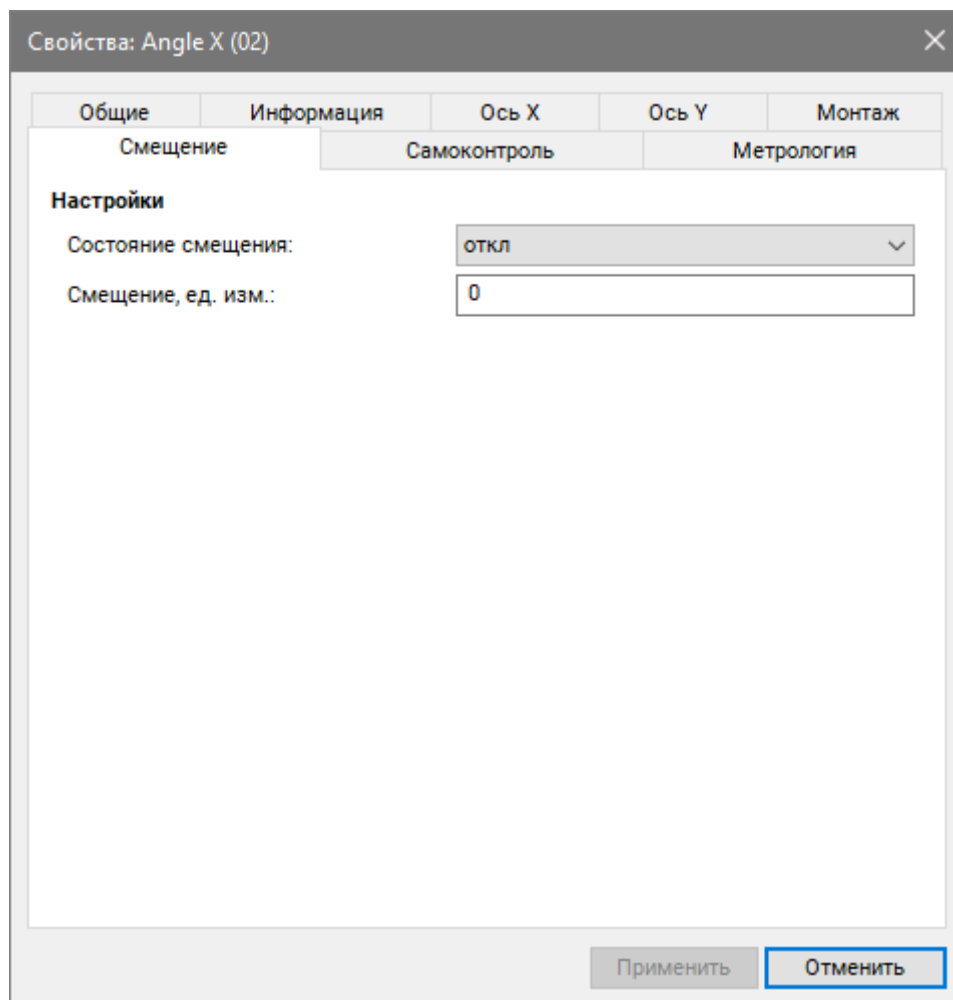 Свойства: Angle X (02)
Общие Информация Ось X Ось Y Монтаж
Смещение Самоконтроль Метрология
Настройки
Состояние смещения: откл
Смещение, ед. изм.: 0
Применить Отменить